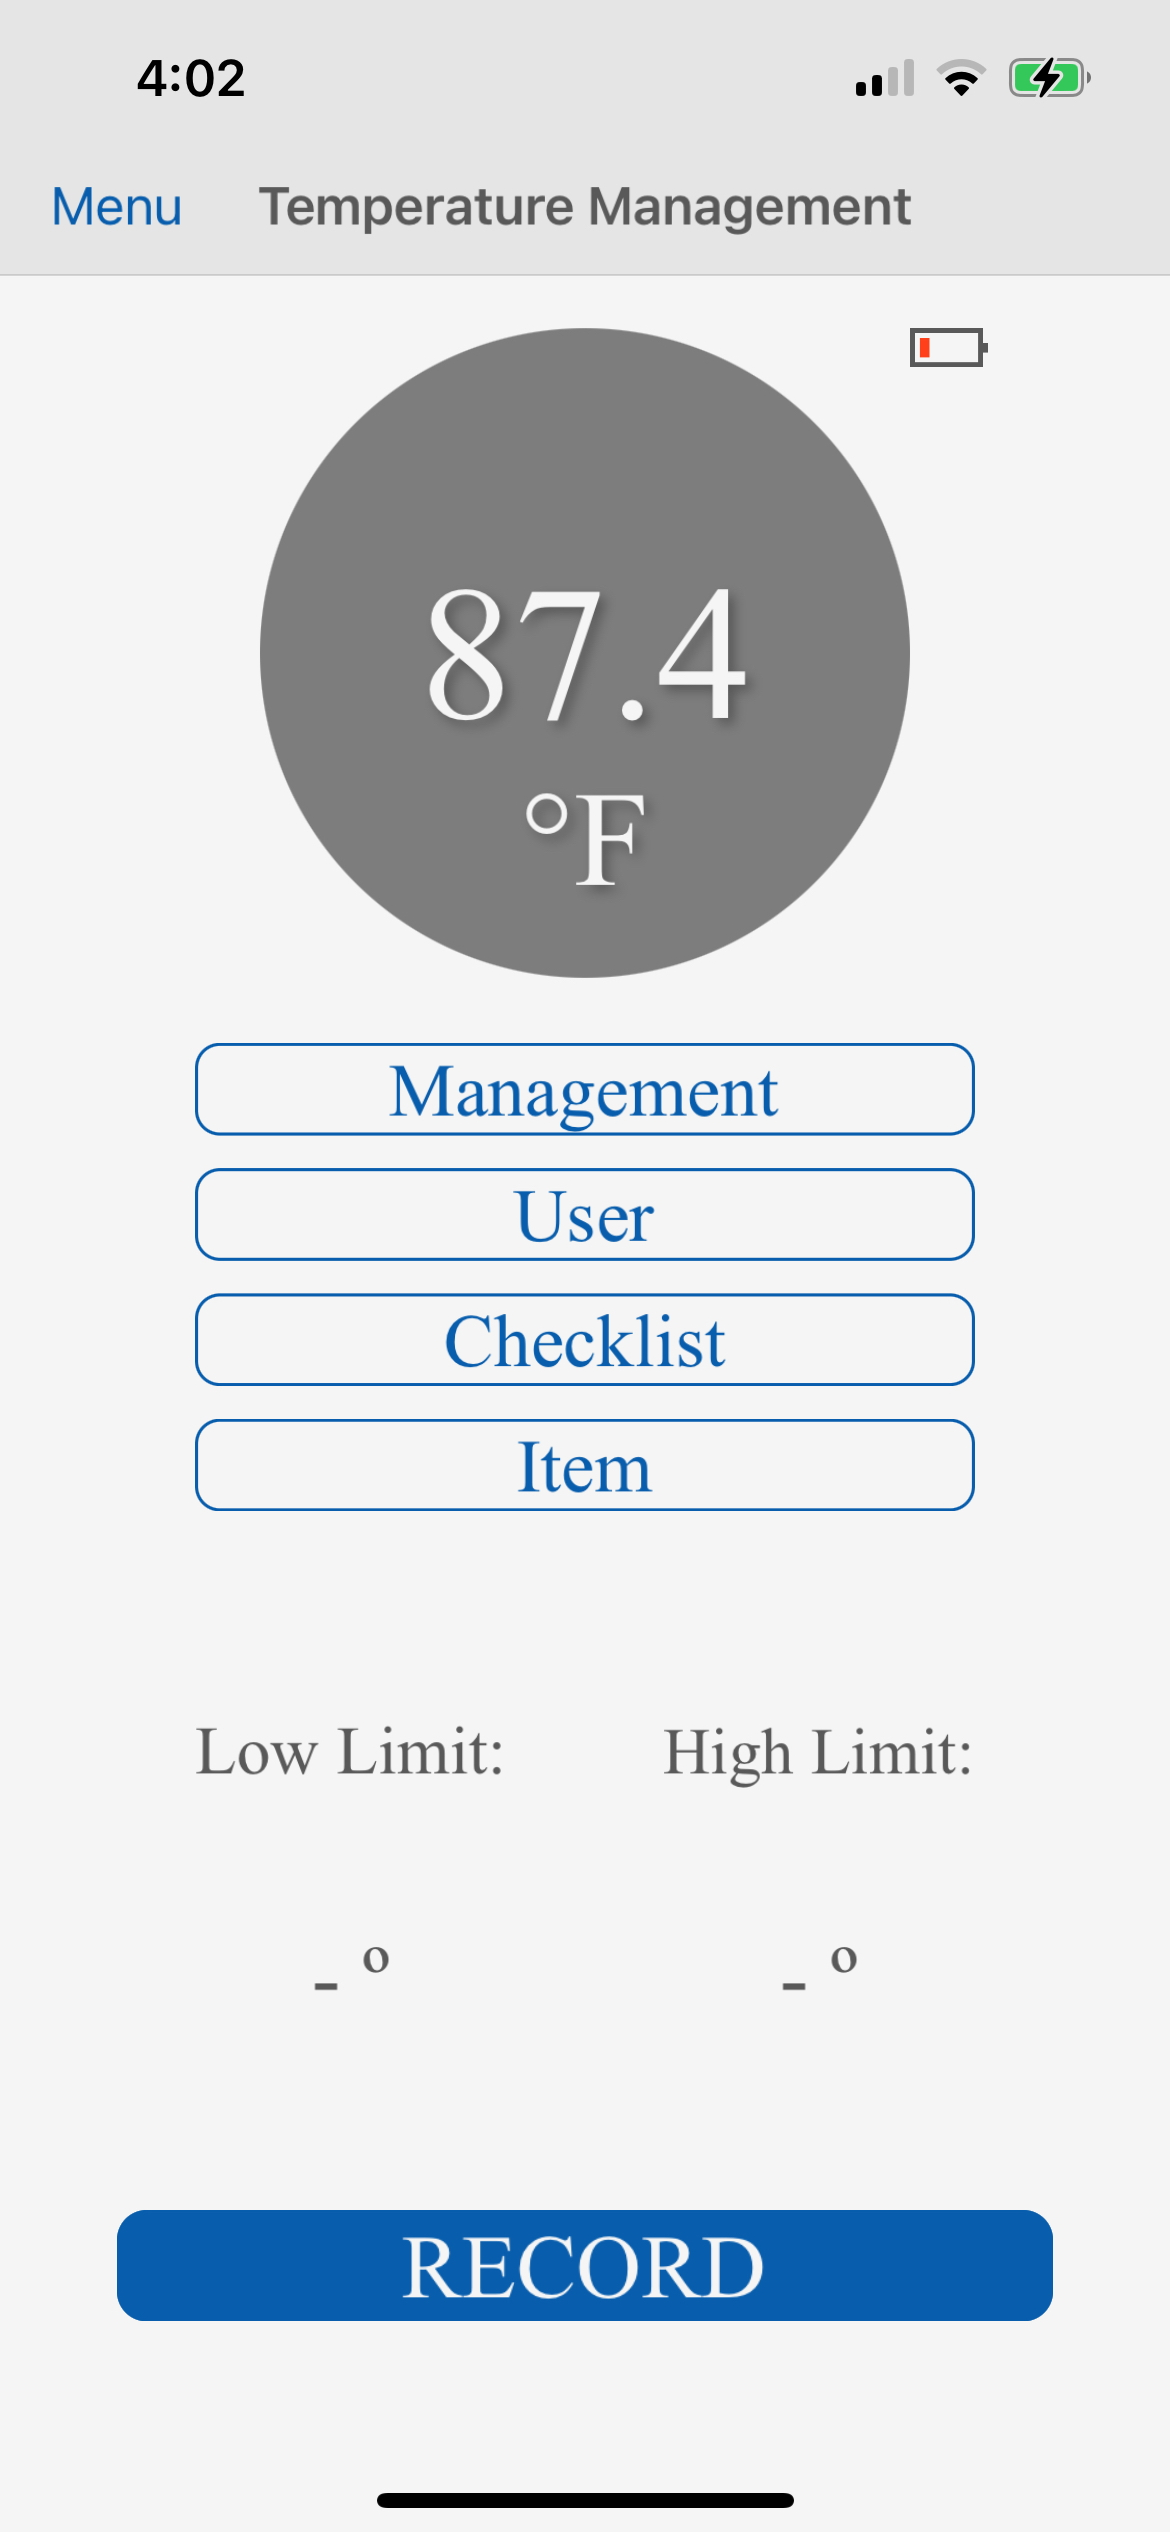 4:02
Menu Temperature Management
87.4
°F
Management
User
Checklist
Item
Low Limit: High Limit:
- º - º
RECORD